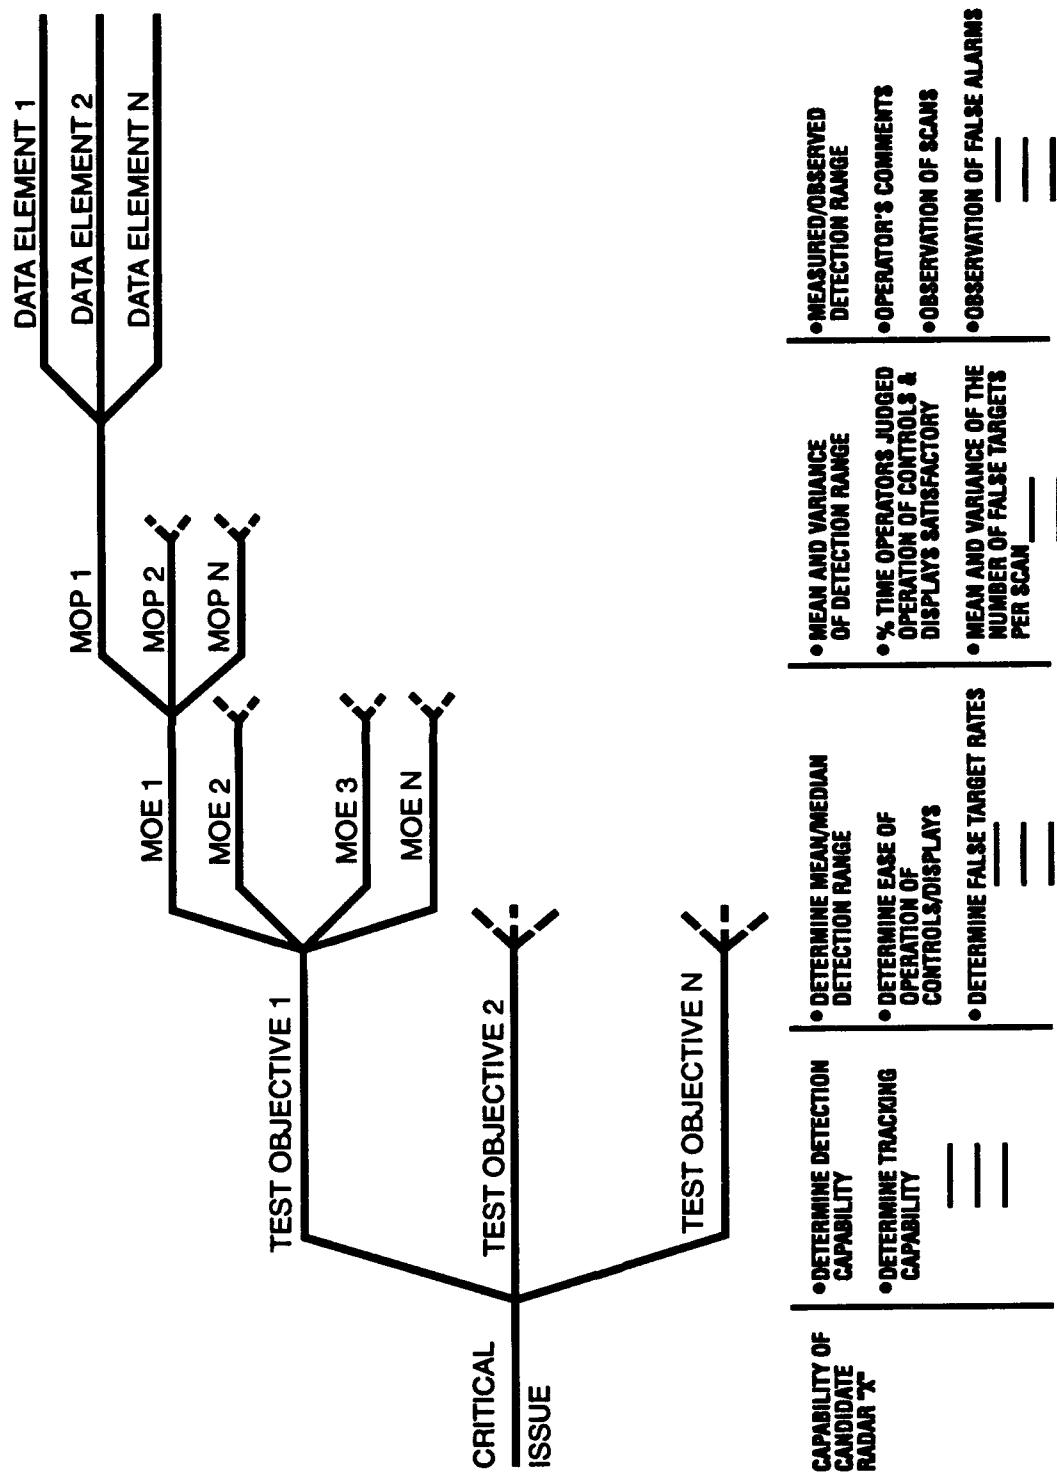 CRITICAL
ISSUE
TEST OBJECTIVE 1
TEST OBJECTIVE 2
TEST OBJECTIVE N
MOE 1
MOE 2
MOE 3
MOE N
MOP 1
MOP 2
MOP N
DATA ELEMENT 1
DATA ELEMENT 2
DATA ELEMENT N
CAPABILITY OF
CANDIDATE
RADAR "X"
•DETERMINE DETECTION
CAPABILITY
•DETERMINE TRACKING
CAPABILITY
•DETERMINE MEAN/MEDIAN
DETECTION RANGE
•DETERMINE EASE OF
OPERATION OF
CONTROLS/DISPLAYS
•DETERMINE FALSE TARGET RATES
•MEAN AND VARIANCE
OF DETECTION RANGE
•% TIME OPERATORS JUDGED
OPERATION OF CONTROLS &
DISPLAYS SATISFACTORY
•MEAN AND VARIANCE OF THE
NUMBER OF FALSE TARGETS
PER SCAN
•MEASURED/OBSERVED
DETECTION RANGE
•OPERATOR'S COMMENTS
•OBSERVATION OF SCANS
•OBSERVATION OF FALSE ALARMS